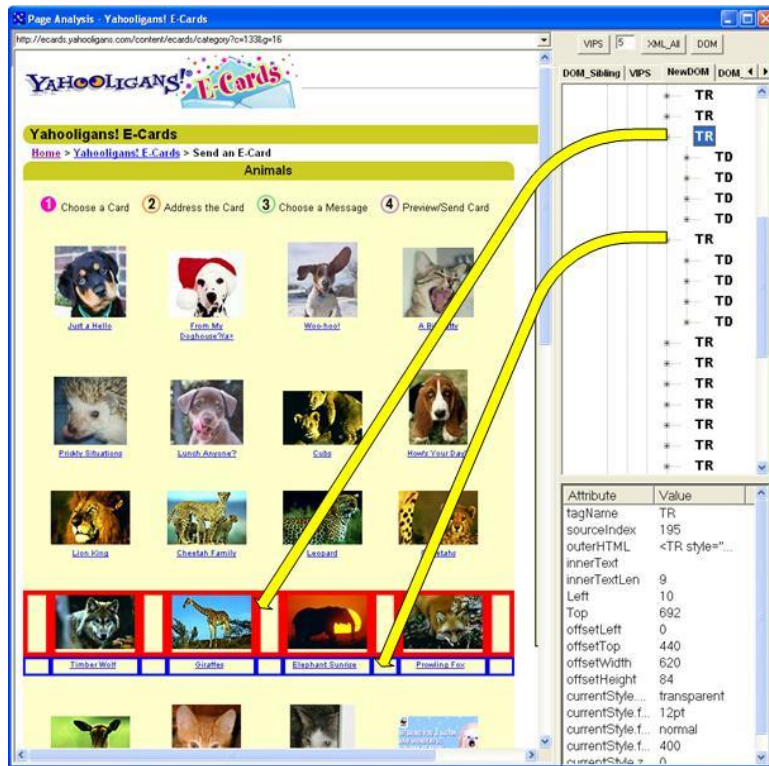 Page Analysis - Yahooligans! E-Cards
http://ecards.yahooligans.com/content/ecards/category?c=133&g=16
VIPS 5 XML_All DOM
DOM_Sibling VIPS NewDOM DOM_
YAHOOLIGANS! E-Cards
Yahooligans! E-Cards
Home > Yahooligans! E-Cards > Send an E-Card
Animals
1 Choose a Card 2 Address the Card 3 Choose a Message 4 Preview/Send Card
Just a Hello From My Woo-hoo!
Doghouse?Ya>
Prickly Situations Lunch Anyone? Cubs How's Your Day?
Lion King Cheetah Family Leopard
Timber Wolf Giraffes Elephant Sunrise Prowling Fox
TR
TR
TR
TD
TD
TD
TD
TR
TD
TD
TD
TD
TR
TR
TR
TR
TR
TR
TR
Attribute Value
tagName TR
sourceIndex 195
outerHTML <TR style="...
innerText
innerTextLen 9
Left 10
Top 692
offsetLeft 0
offsetTop 440
offsetWidth 620
offsetHeight 84
currentStyle.... transparent
currentStyle.f... 12pt
currentStyle.f... normal
currentStyle.f... 400
currentStyle.z... 0